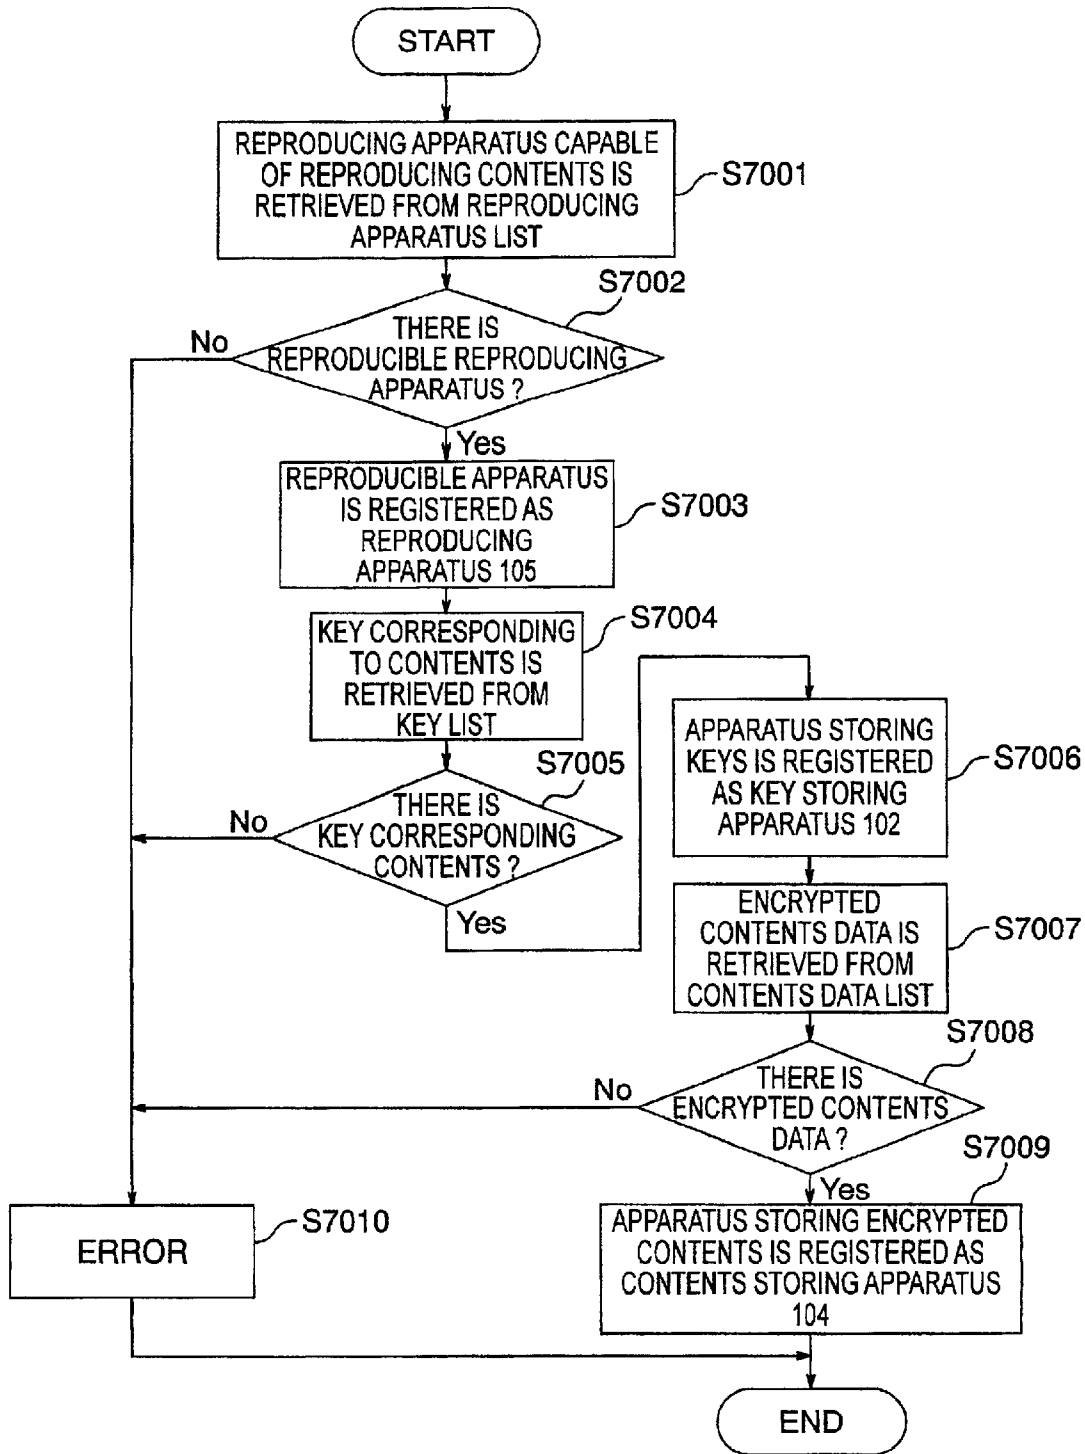 START
REPRODUCING APPARATUS CAPABLE
OF REPRODUCING CONTENTS IS
RETRIEVED FROM REPRODUCING
APPARATUS LIST
S7001
S7002
THERE IS
REPRODUCIBLE REPRODUCING
APPARATUS ?
No
Yes
REPRODUCIBLE APPARATUS
IS REGISTERED AS
REPRODUCING
APPARATUS 105
S7003
KEY CORRESPONDING
TO CONTENTS IS
RETRIEVED FROM
KEY LIST
S7004
S7005
THERE IS
KEY CORRESPONDING
CONTENTS ?
No
Yes
APPARATUS STORING
KEYS IS REGISTERED
AS KEY STORING
APPARATUS 102
S7006
ENCRYPTED
CONTENTS DATA IS
RETRIEVED FROM
CONTENTS DATA LIST
S7007
S7008
THERE IS
ENCRYPTED CONTENTS
DATA ?
No
Yes
S7009
APPARATUS STORING ENCRYPTED
CONTENTS IS REGISTERED AS
CONTENTS STORING APPARATUS
104
ERROR
S7010
END